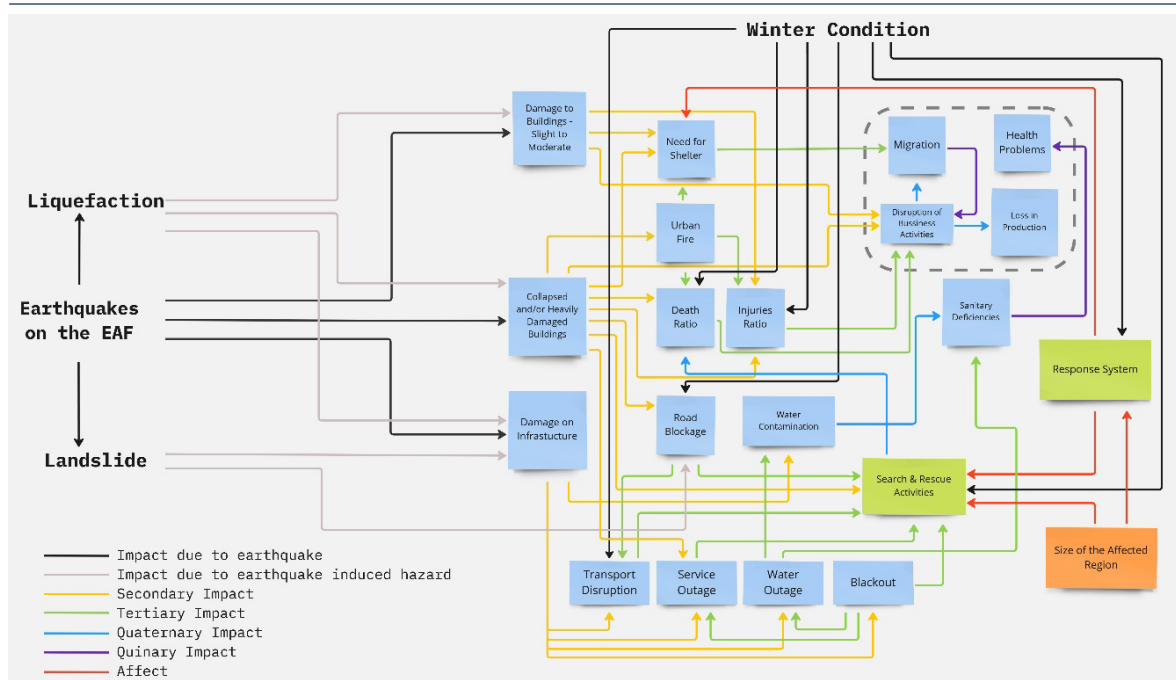 Winter Condition
Damage to
Buildings -
Slight to
Moderate
Need for
Shelter
Migration
Health
Problems
Liquefaction
Urban
Fire
Disruption of
Bussiness
Activities
Loss in
Production
Earthquakes
on the EAF
Collapsed
and/or Heavily
Damaged
Buildings
Death
Ratio
Injuries
Ratio
Sanitary
Deficiencies
Response System
Landslide
Damage on
Infrastucture
Road
Blockage
Water
Contamination
Search & Rescue
Activities
Size of the Affected
Region
Transport
Disruption
Service
Outage
Water
Outage
Blackout
Impact due to earthquake
Impact due to earthquake induced hazard
Secondary Impact
Tertiary Impact
Quaternary Impact
Quinary Impact
Affect